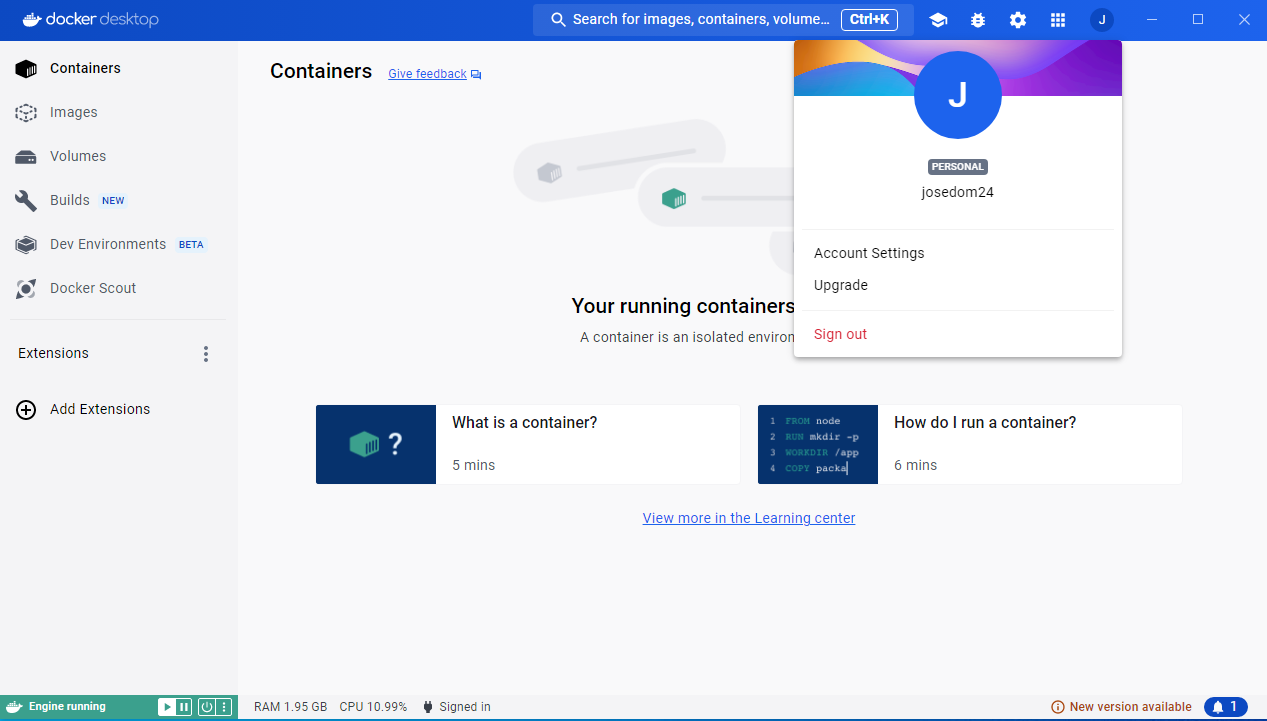 docker desktop
Search for images, containers, volume... Ctrl+K
J
Containers
Images
Volumes
Builds NEW
Dev Environments BETA
Docker Scout
Extensions
Add Extensions
Containers Give feedback
J
PERSONAL
josedom24
Account Settings
Upgrade
Sign out
Your running containers
A container is an isolated environ
?
What is a container?
5 mins
1 FROM node
2 RUN mkdir -p
3 WORKDIR /app
4 COPY packa
How do I run a container?
6 mins
View more in the Learning center
Engine running
RAM 1.95 GB CPU 10.99% Signed in
New version available
1